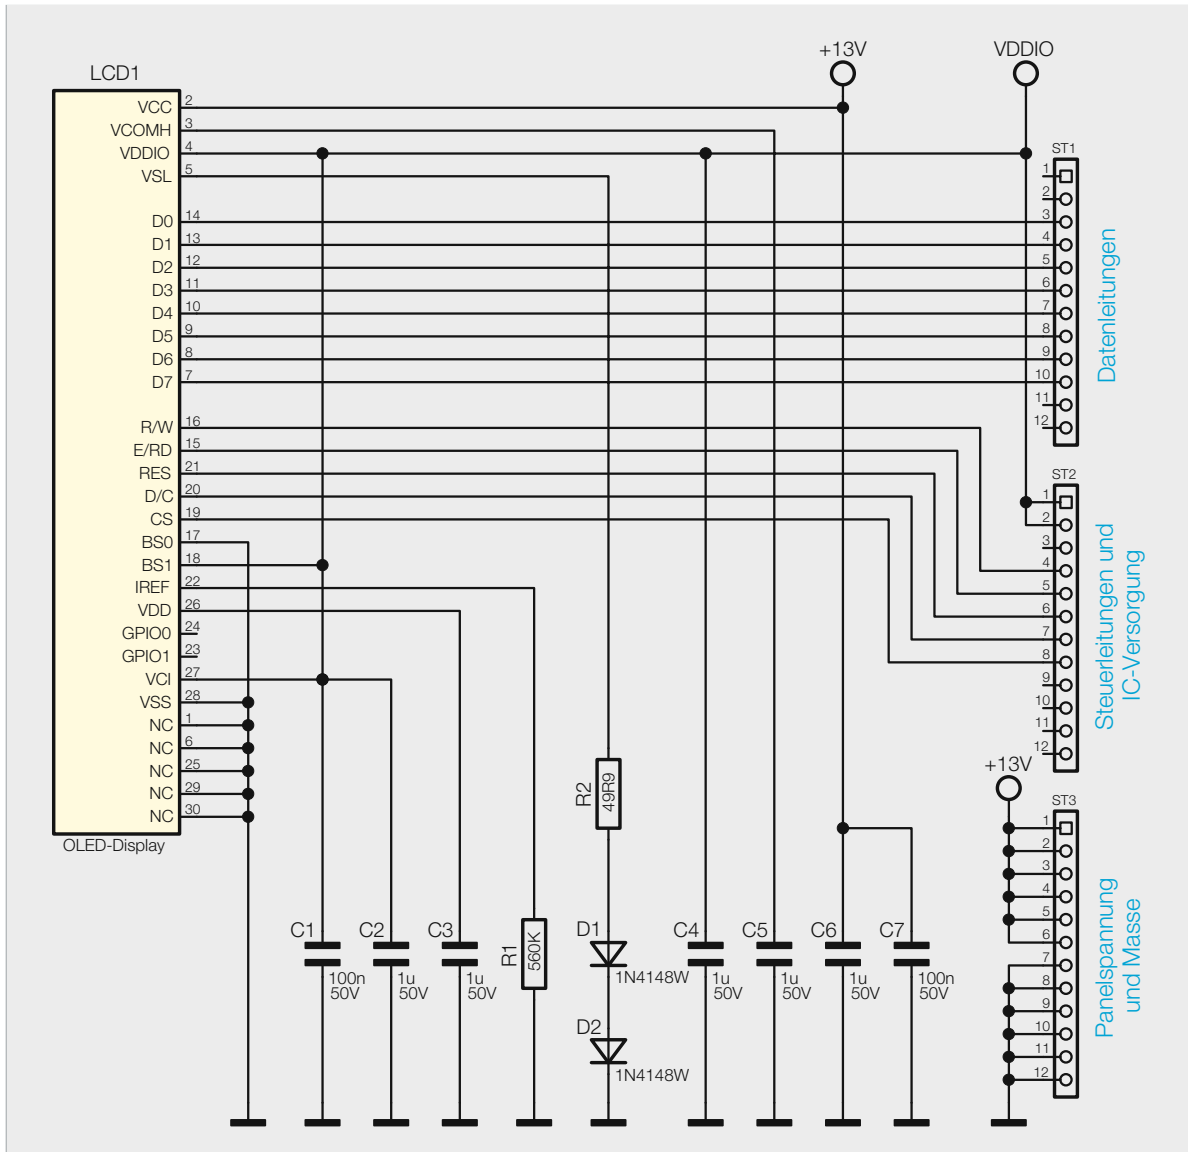 +13V
VDDIO
LCD1
VCC 2
VCOMH 3
VDDIO 4
VSL 5
D0 14
D1 13
D2 12
D3 11
D4 10
D5 9
D6 8
D7 7
R/W 16
E/RD 15
RES 21
D/C 20
CS 19
BS0 17
BS1 18
IREF 22
VDD 26
GPIO0 24
GPIO1 23
VCI 27
VSS 28
NC 1
NC 6
NC 25
NC 29
NC 30
OLED-Display
ST1
1
2
3
4
5
6
7
8
9
10
11
12
Datenleitungen
ST2
1
2
3
4
5
6
7
8
9
10
11
12
Steuerleitungen und
IC-Versorgung
+13V
ST3
1
2
3
4
5
6
7
8
9
10
11
12
Panelspannung
und Masse
R2
49R9
R1
560K
D1
1N4148W
D2
1N4148W
C1
100n
50V
C2
1u
50V
C3
1u
50V
C4
1u
50V
C5
1u
50V
C6
1u
50V
C7
100n
50V